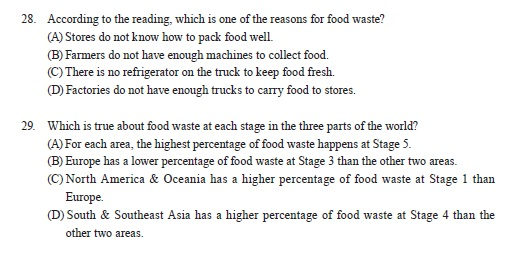 28. According to the reading, which is one of the reasons for food waste?
(A) Stores do not know how to pack food well.
(B) Farmers do not have enough machines to collect food.
(C) There is no refrigerator on the truck to keep food fresh.
(D) Factories do not have enough trucks to carry food to stores.
29. Which is true about food waste at each stage in the three parts of the world?
(A) For each area, the highest percentage of food waste happens at Stage 5.
(B) Europe has a lower percentage of food waste at Stage 3 than the other two areas.
(C) North America & Oceania has a higher percentage of food waste at Stage 1 than
Europe.
(D) South & Southeast Asia has a higher percentage of food waste at Stage 4 than the
other two areas.